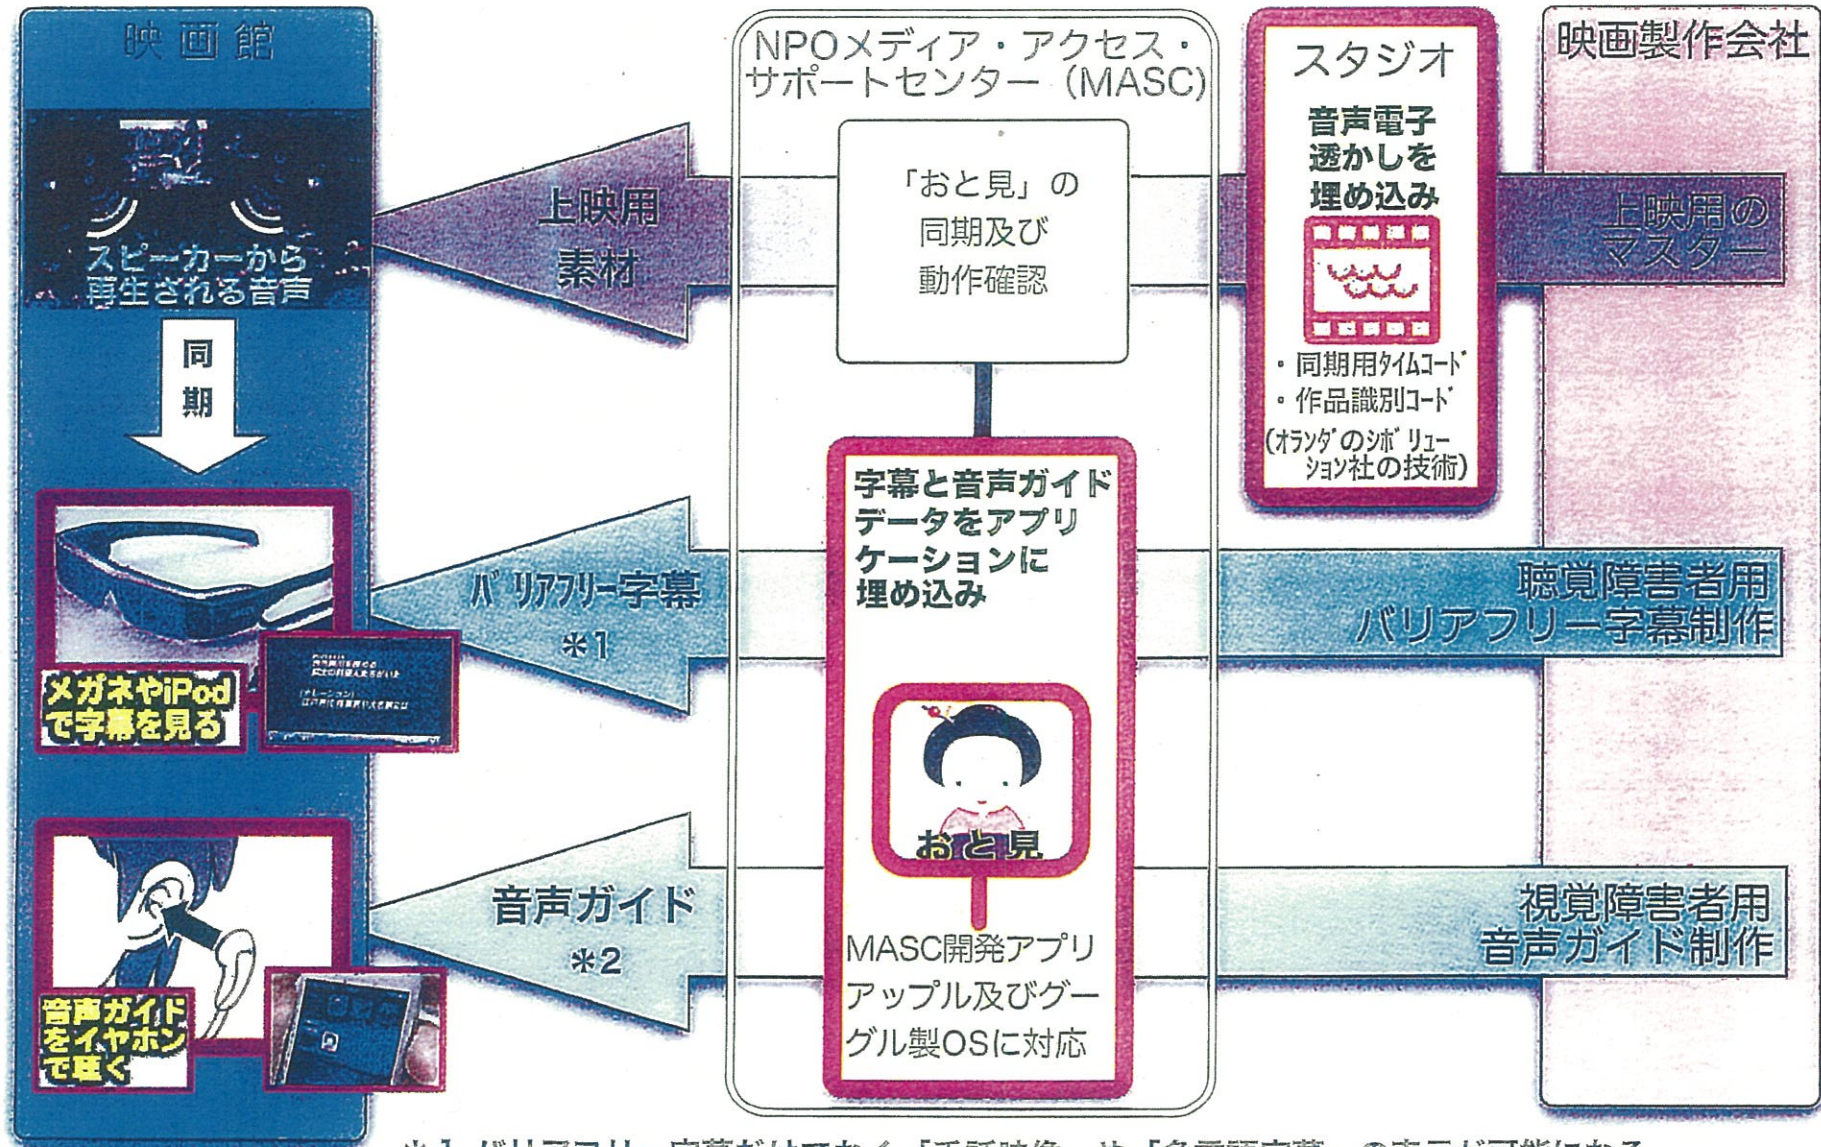 映画館
スピーカーから
再生される音声
同
期
メガネやiPod
で字幕を見る
音声ガイド
をイヤホン
で聴く
上映用
素材
バリアフリー字幕
*1
音声ガイド
*2
NPOメディア・アクセス・
サポートセンター（MASC)
「おと見」の
同期及び
動作確認
字幕と音声ガイド
データをアプリ
ケーションに
埋め込み
おと見
MASC開発アプリ
アップル及びグー
グル製OSに対応
スタジオ
音声電子
透かしを
埋め込み
・同期用タイムコード
・作品識別コード
(オランダのシボリュー
ション社の技術)
映画製作会社
上映用の
マスター
聴覚障害者用
バリアフリー字幕制作
視覚障害者用
音声ガイド制作